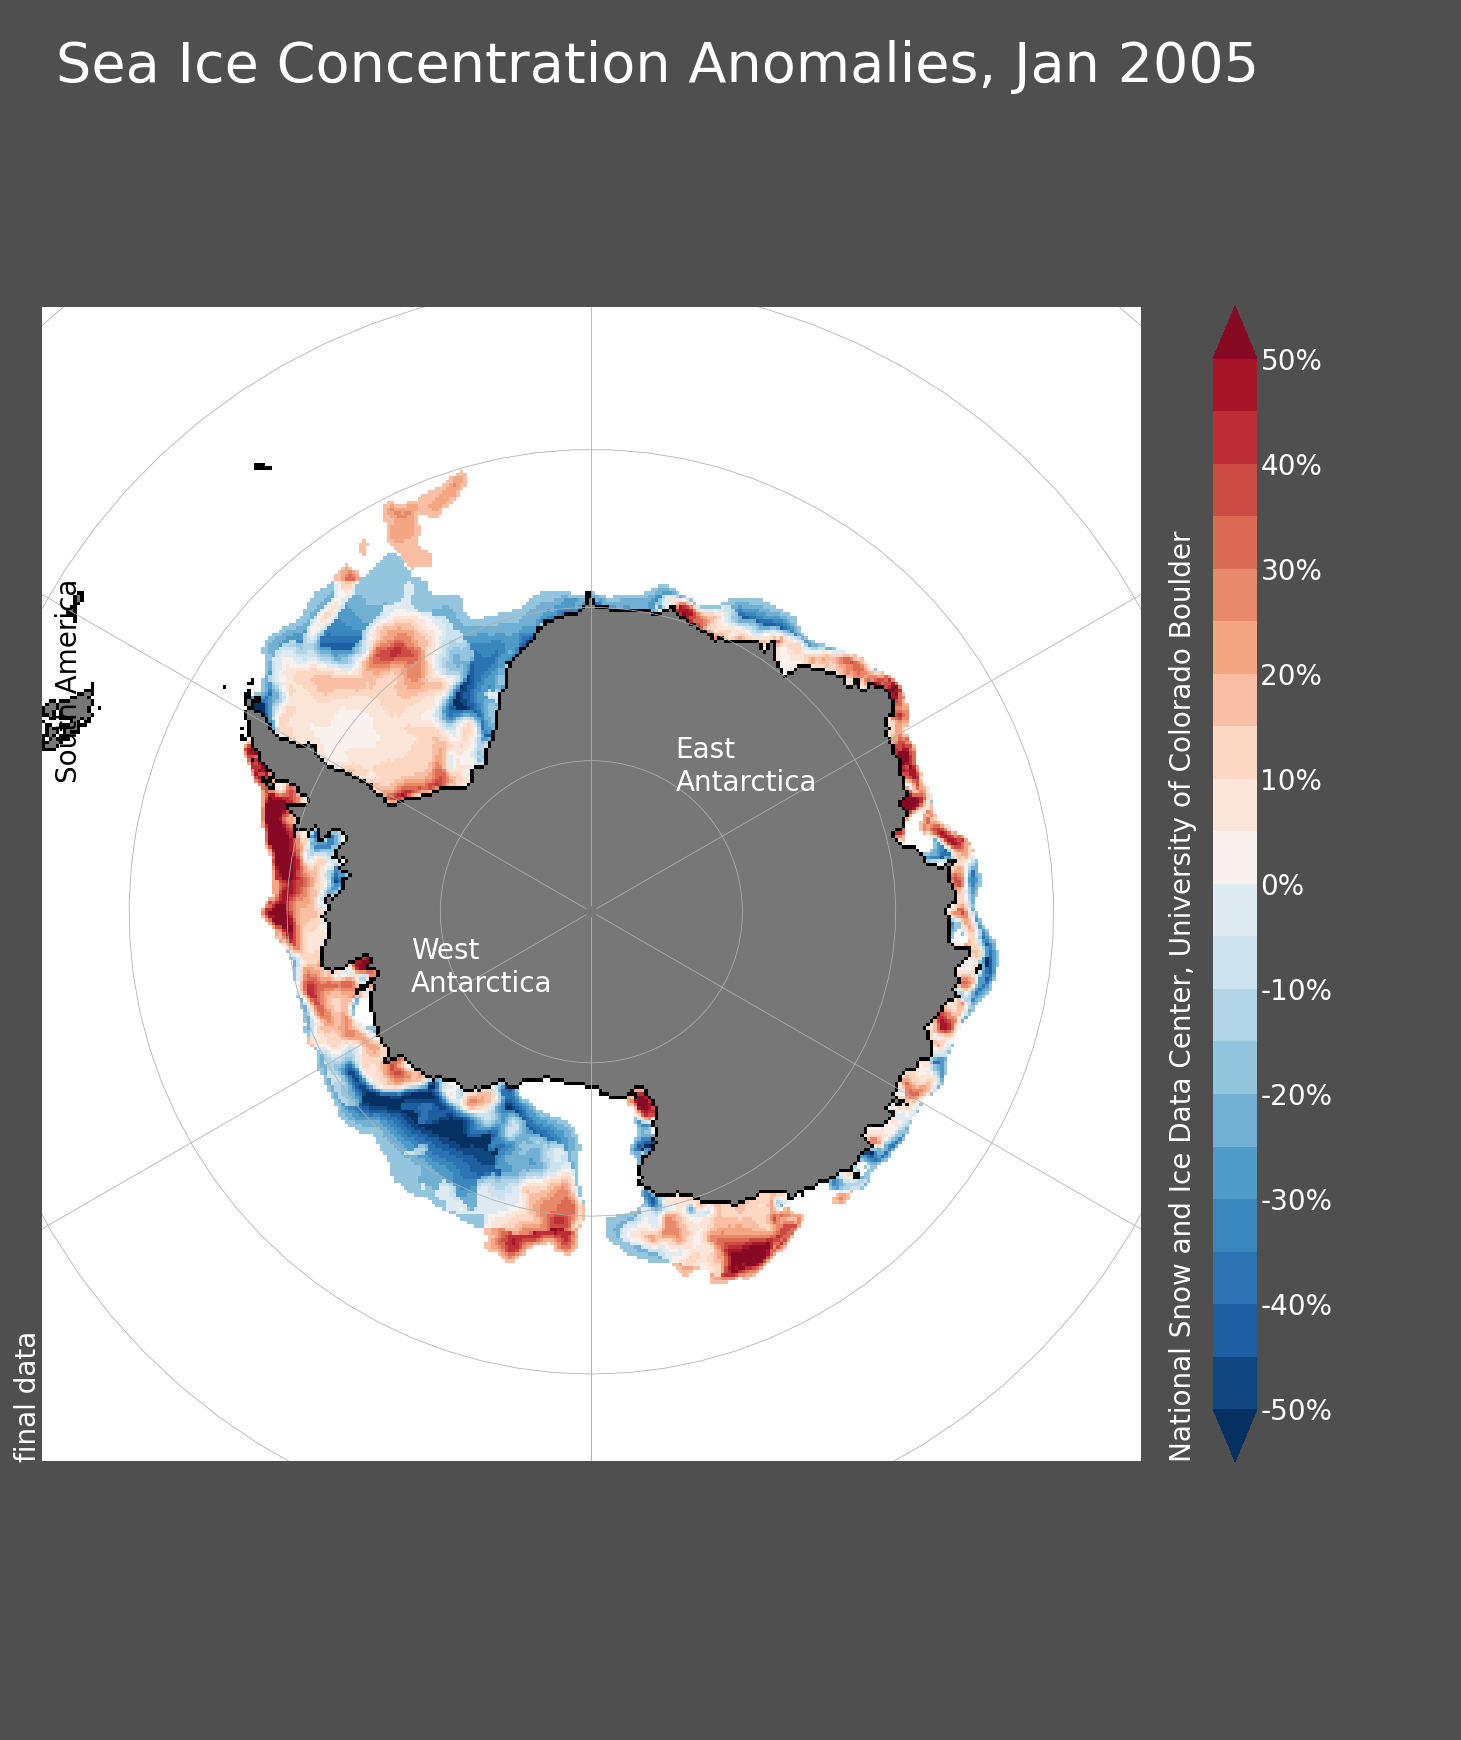 Sea Ice Concentration Anomalies, Jan 2005
South America
East
Antarctica
West
Antarctica
final data
National Snow and Ice Data Center, University of Colorado Boulder
50%
40%
30%
20%
10%
0%
-10%
-20%
-30%
-40%
-50%